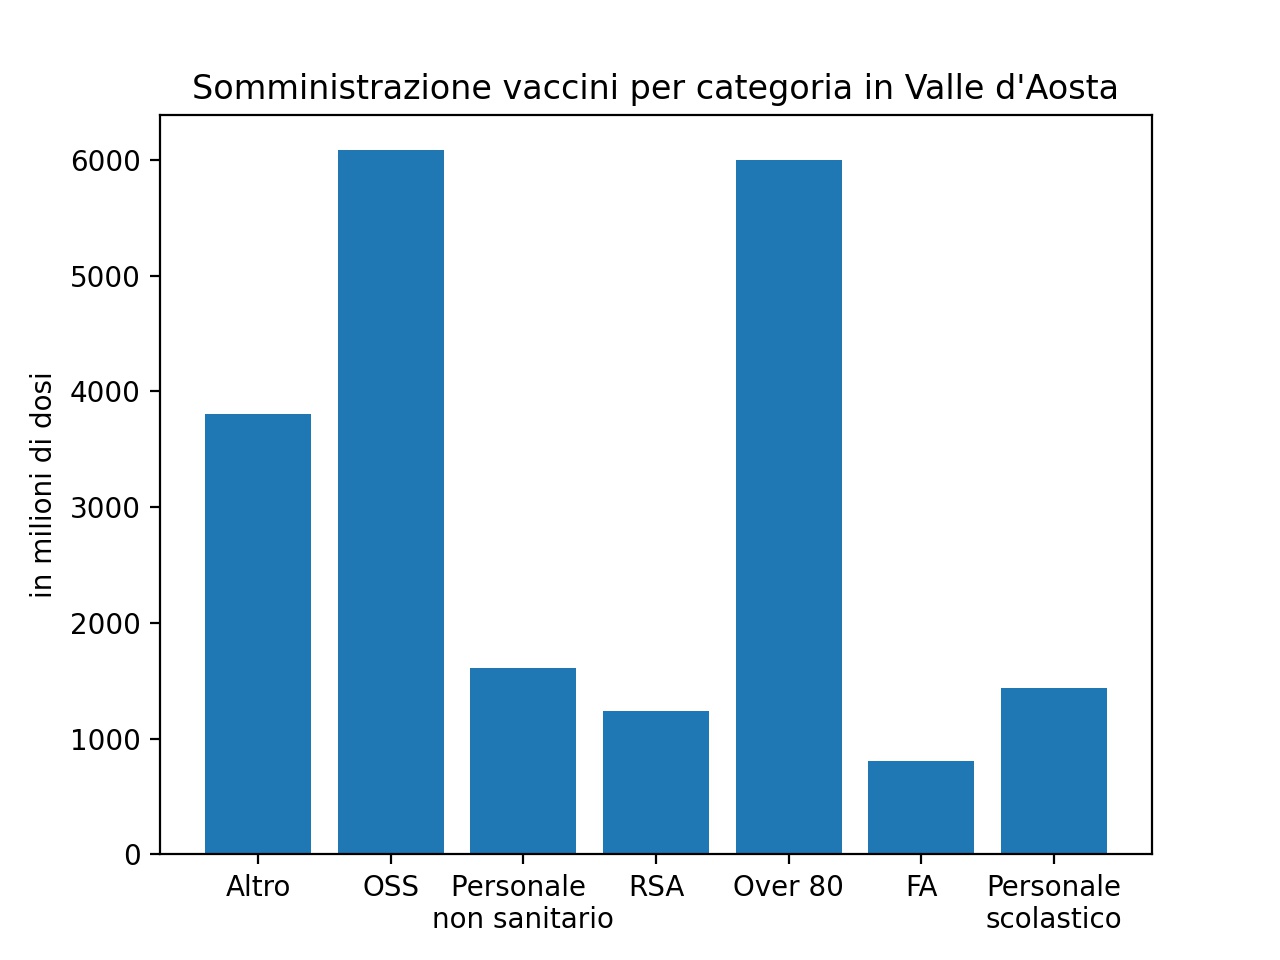 Somministrazione vaccini per categoria in Valle d'Aosta
in milioni di dosi
6000
5000
4000
3000
2000
1000
0
Altro
OSS
Personale
non sanitario
RSA
Over 80
FA
Personale
scolastico